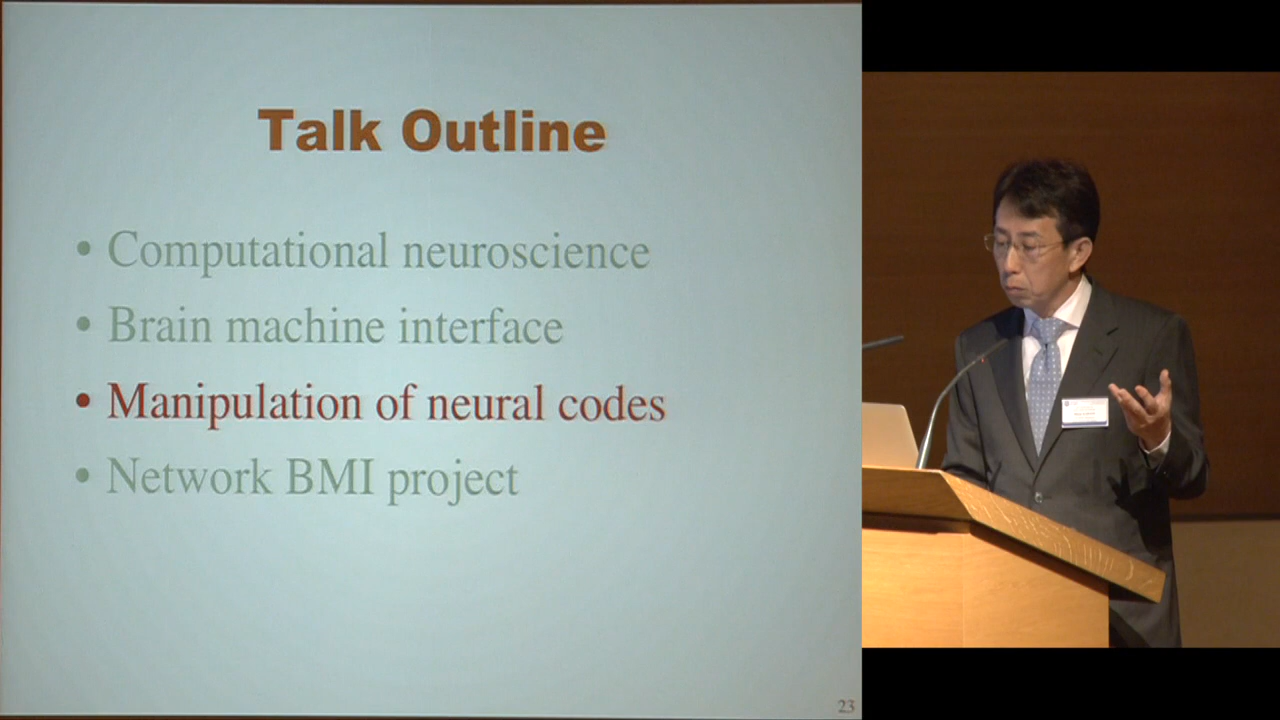 Talk Outline
• Computational neuroscience
• Brain machine interface
• Manipulation of neural codes
• Network BMI project
23